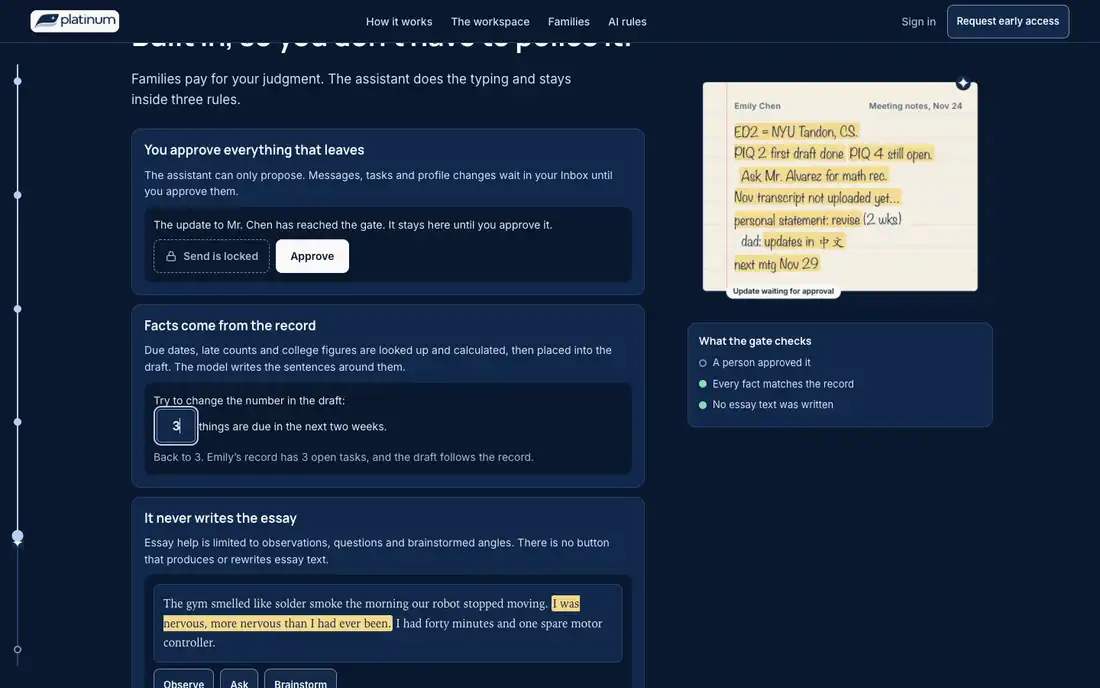 platinum
How it works
The workspace
Families
AI rules
Sign in
Request early access
Built in, so you don't have to police it.
Families pay for your judgment. The assistant does the typing and stays
inside three rules.
You approve everything that leaves
The assistant can only propose. Messages, tasks and profile changes wait in your Inbox until
you approve them.
The update to Mr. Chen has reached the gate. It stays here until you approve it.
Send is locked
Approve
Facts come from the record
Due dates, late counts and college figures are looked up and calculated, then placed into the
draft. The model writes the sentences around them.
Try to change the number in the draft:
3 things are due in the next two weeks.
Back to 3. Emily's record has 3 open tasks, and the draft follows the record.
It never writes the essay
Essay help is limited to observations, questions and brainstormed angles. There is no button
that produces or rewrites essay text.
The gym smelled like solder smoke the morning our robot stopped moving. I was
nervous, more nervous than I had ever been. I had forty minutes and one spare motor
controller.
Observe
Ask
Brainstorm
Emily Chen
Meeting notes, Nov 24
ED2 = NYU Tandon, CS.
PIQ 2 first draft done PIQ 4 still open.
Ask Mr. Alvarez for math rec.
Nov transcript not uploaded yet...
personal statement: revise (2 wks)
dad: updates in 中文
next mtg Nov 29
Update waiting for approval
What the gate checks
A person approved it
Every fact matches the record
No essay text was written